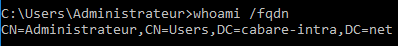 C:\Users\Administrateur>whoami /fqdn
CN=Administrateur,CN=Users,DC=cabare-intra,DC=net